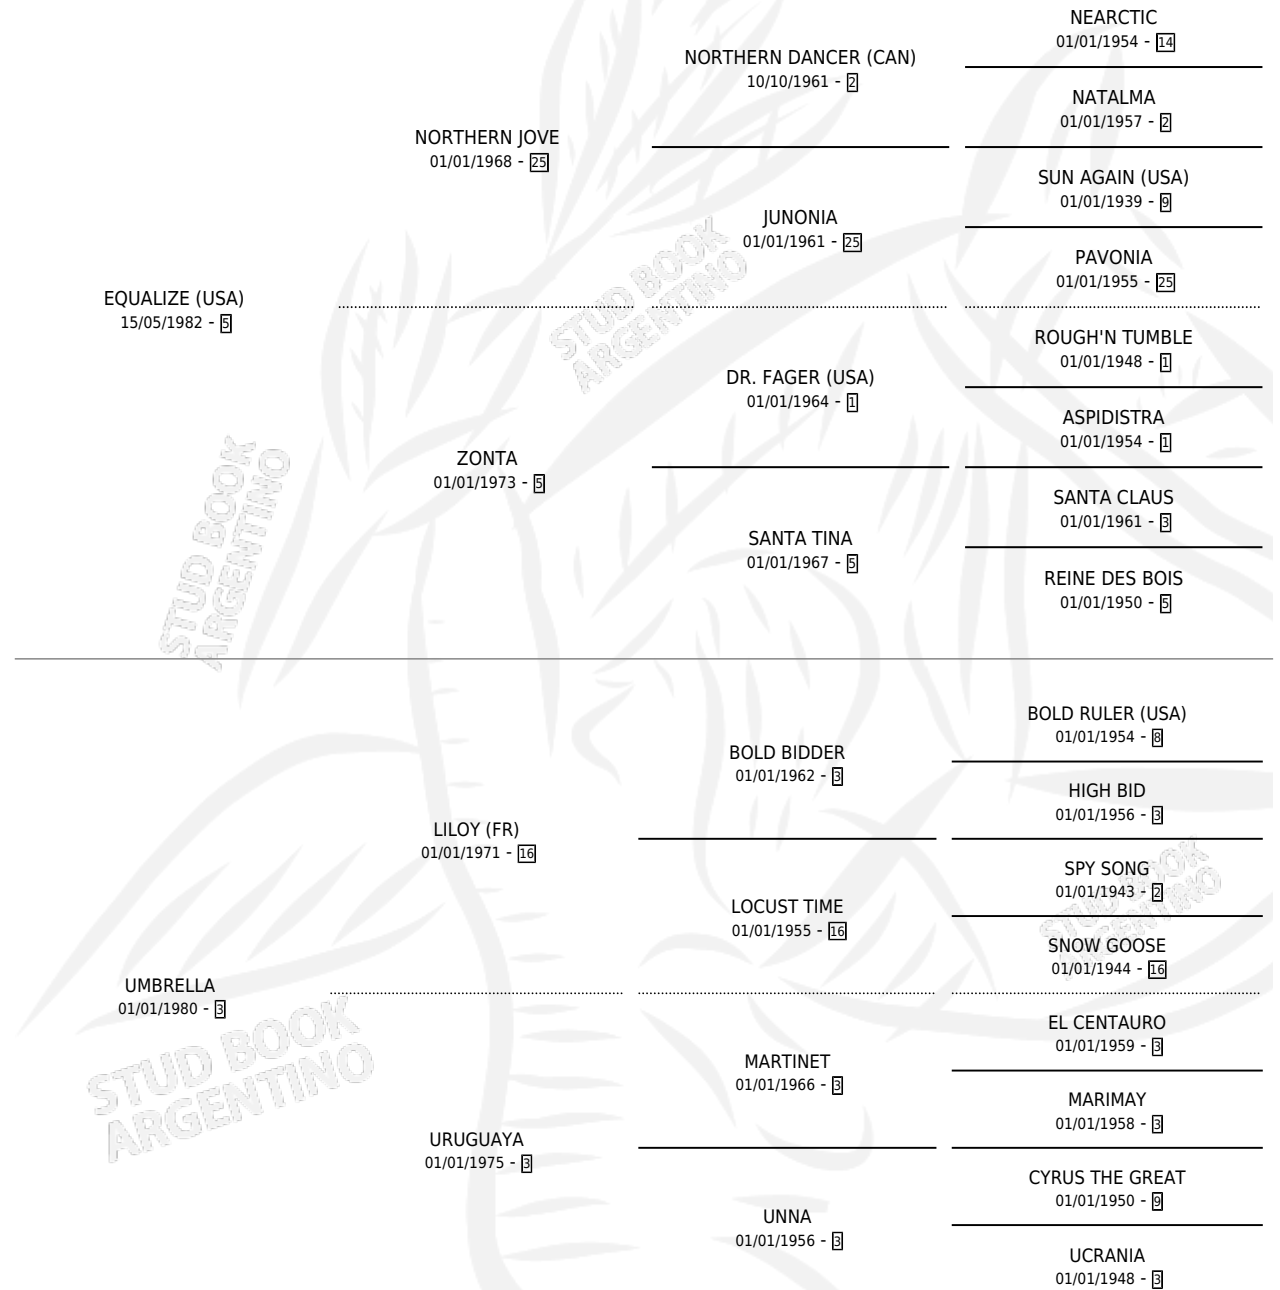 NEARCTIC
01/01/1954 - 14
NORTHERN DANCER (CAN)
10/10/1961 - 2
NATALMA
01/01/1957 - 2
NORTHERN JOVE
01/01/1968 - 25
SUN AGAIN (USA)
01/01/1939 - 9
JUNONIA
01/01/1961 - 25
PAVONIA
01/01/1955 - 25
EQUALIZE (USA)
15/05/1982 - 5
STUD BOOK
ARGENTINO
ROUGH'N TUMBLE
01/01/1948 - 1
DR. FAGER (USA)
01/01/1964 - 1
ASPIDISTRA
01/01/1954 - 1
ZONTA
01/01/1973 - 5
SANTA CLAUS
01/01/1961 - 3
SANTA TINA
01/01/1967 - 5
REINE DES BOIS
01/01/1950 - 5
STUD BOOK
ARGENTINO
BOLD RULER (USA)
01/01/1954 - 8
BOLD BIDDER
01/01/1962 - 3
HIGH BID
01/01/1956 - 3
LILOY (FR)
01/01/1971 - 16
SPY SONG
01/01/1943 - 2
LOCUST TIME
01/01/1955 - 16
STUD BOOK
ARGENTINO
SNOW GOOSE
01/01/1944 - 16
UMBRELLA
01/01/1980 - 3
STUD BOOK
ARGENTINO
EL CENTAURO
01/01/1959 - 3
MARTINET
01/01/1966 - 3
MARIMAY
01/01/1958 - 3
URUGUAYA
01/01/1975 - 3
CYRUS THE GREAT
01/01/1950 - 9
UNNA
01/01/1956 - 3
UCRANIA
01/01/1948 - 3